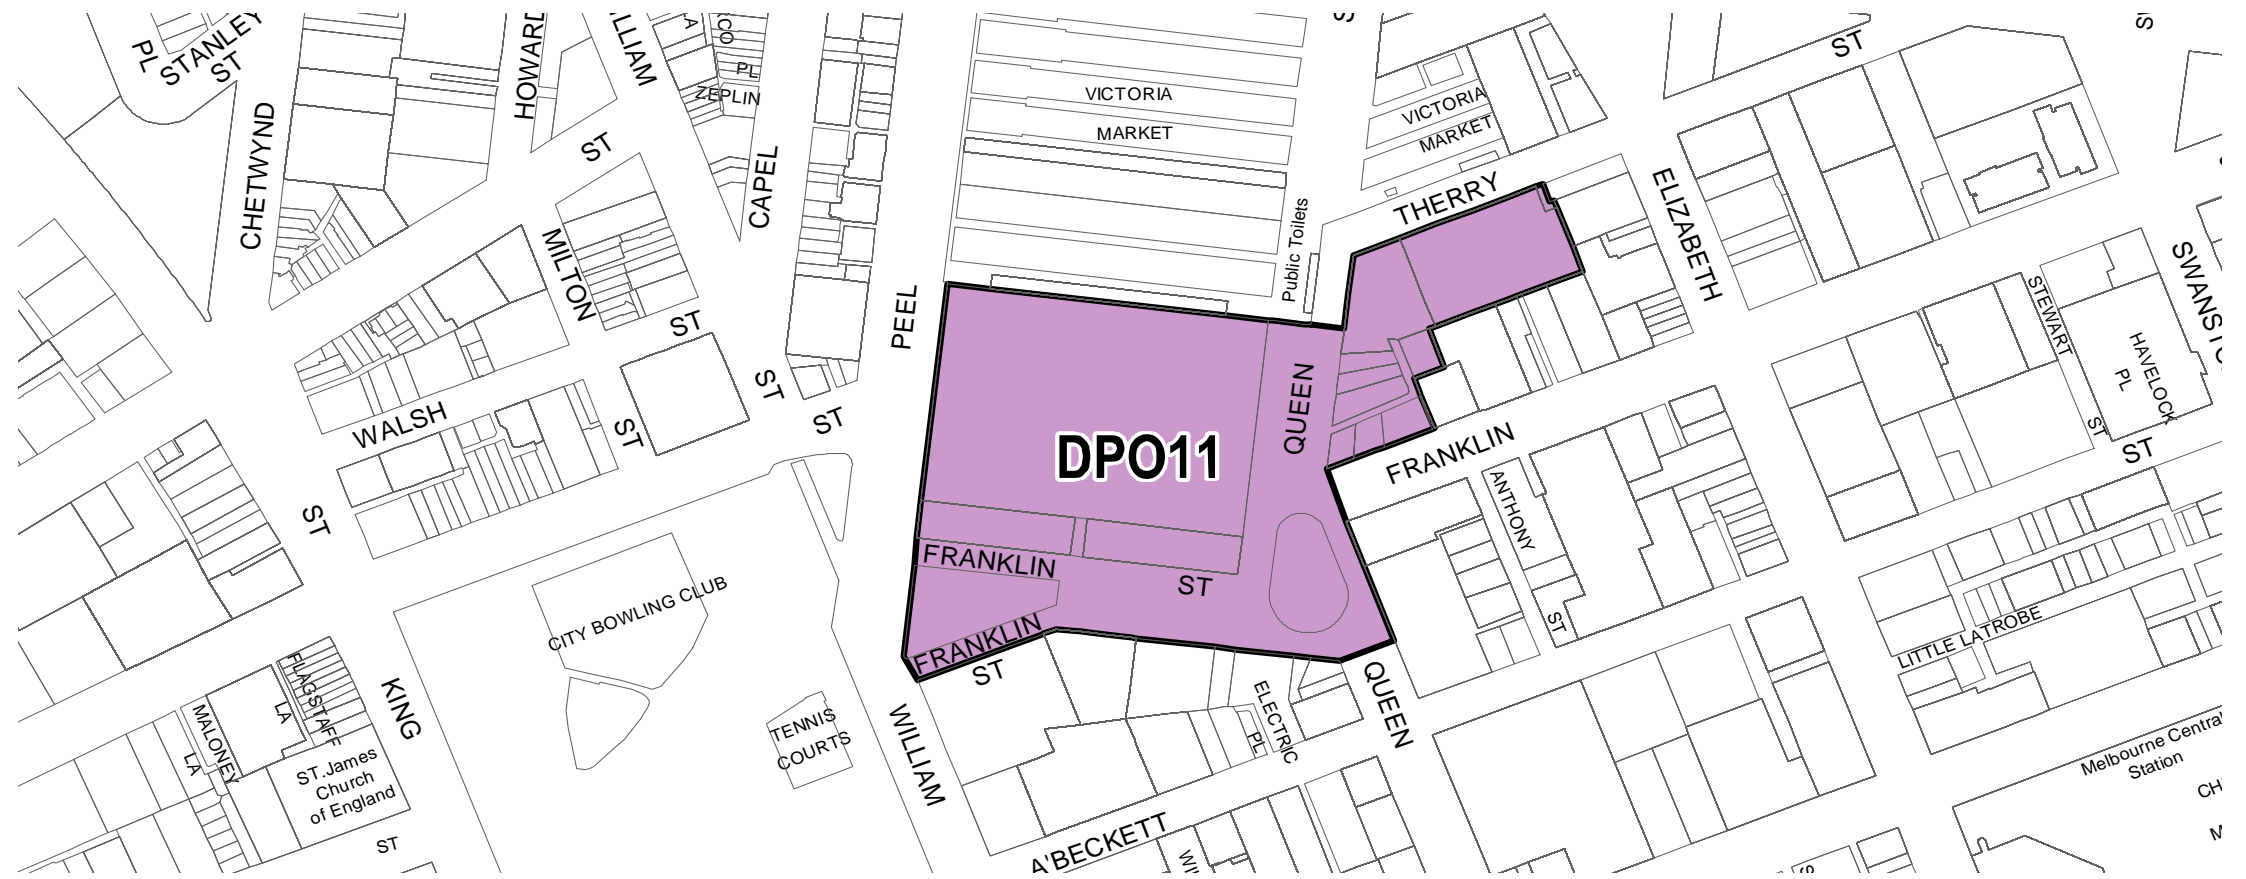 PL
STANLEY
ST
CHETWYND
HOWARD
ST
CO
PL
ZEPLIN
CAPEL
VICTORIA
MARKET
VICTORIA
MARKET
ST
THERRY
ELIZABETH
Public Toilets
MILTON
ST
PEEL
ST
ST
WALSH
ST
QUEEN
DPO11
FRANKLIN
STEWART
ST
HAVELOCK
PL
ST
ANTHONY
ST
FRANKLIN
ST
FRANKLIN
ST
ST
CITY BOWLING CLUB
TENNIS
COURTS
KING
FLAGSTAFF
LA
MALONEY
LA
ST.James
Church
of England
ST
WILLIAM
ELECTRIC
PL
QUEEN
A'BECKETT
LITTLE LATROBE
Melbourne Central
Station